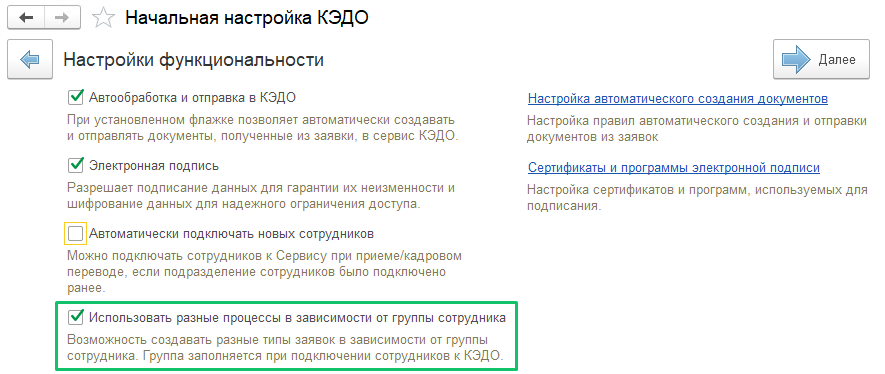 Начальная настройка КЭДО
Настройки функциональности
Далее
Автообработка и отправка в КЭДО
При установленном флажке позволяет автоматически создавать
и отправлять документы, полученные из заявки, в сервис КЭДО.
Настройка автоматического создания документов
Настройка правил автоматического создания и отправки
документов из заявок
Электронная подпись
Разрешает подписание данных для гарантии их неизменности и
шифрование данных для надежного ограничения доступа.
Сертификаты и программы электронной подписи
Настройка сертификатов и программ, используемых для
подписания.
Автоматически подключать новых сотрудников
Можно подключать сотрудников к Сервису при приеме/кадровом
переводе, если подразделение сотрудников было подключено
ранее.
Использовать разные процессы в зависимости от группы сотрудника
Возможность создавать разные типы заявок в зависимости от группы
сотрудника. Группа заполняется при подключении сотрудников к КЭДО.